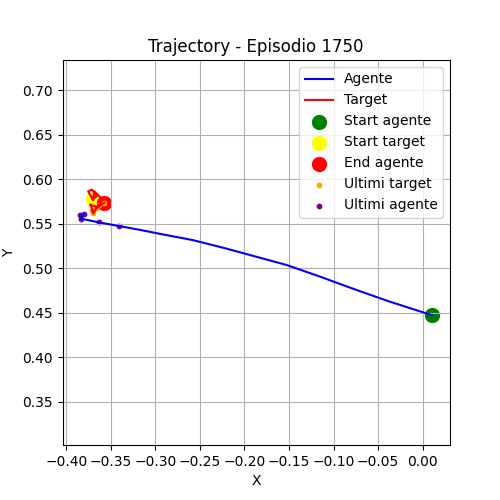 Trajectory - Episodio 1750
Agente
Target
Start agente
Start target
End agente
Ultimi target
Ultimi agente
0.70
0.65
0.60
0.55
0.50
0.45
0.40
0.35
Y
−0.40 −0.35 −0.30 −0.25 −0.20 −0.15 −0.10 −0.05 0.00
X